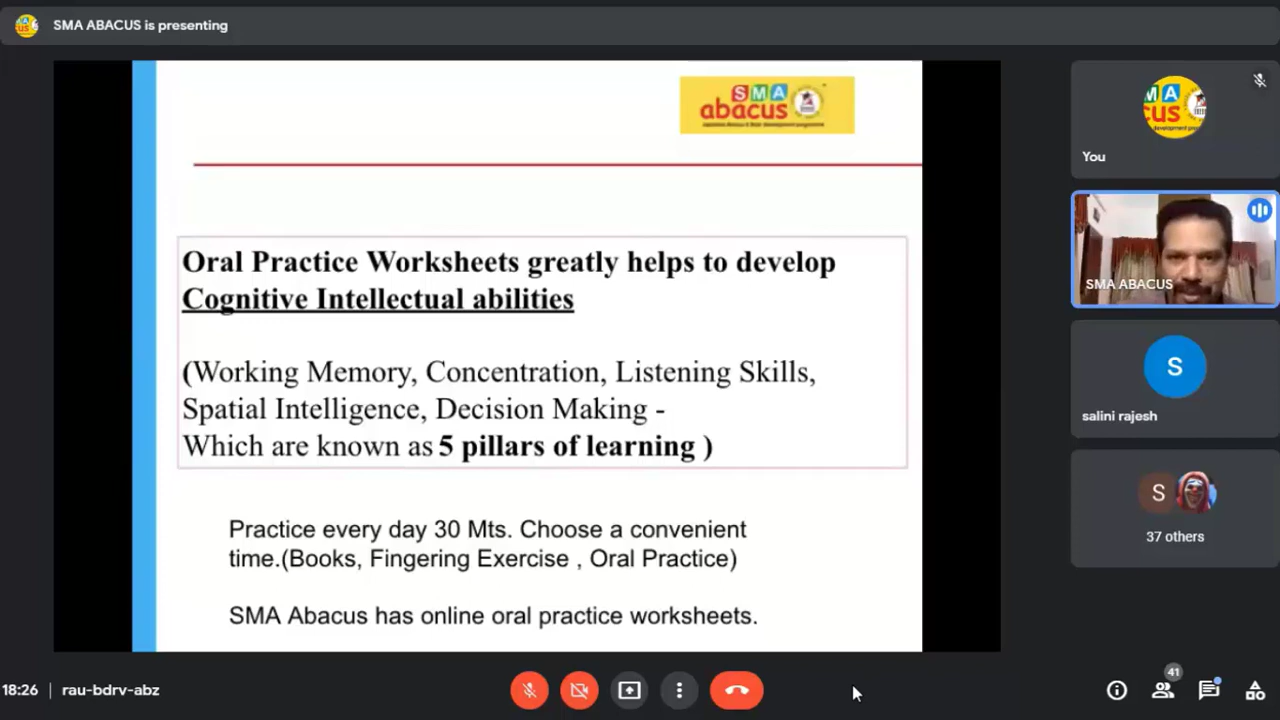 SMA ABACUS is presenting
SMA
abacus
You
Oral Practice Worksheets greatly helps to develop
Cognitive Intellectual abilities
SMA ABACUS
(Working Memory, Concentration, Listening Skills,
Spatial Intelligence, Decision Making -
Which are known as 5 pillars of learning )
S
salini rajesh
S
37 others
Practice every day 30 Mts. Choose a convenient
time.(Books, Fingering Exercise , Oral Practice)
SMA Abacus has online oral practice worksheets.
18:26 | rau-bdrv-abz
41